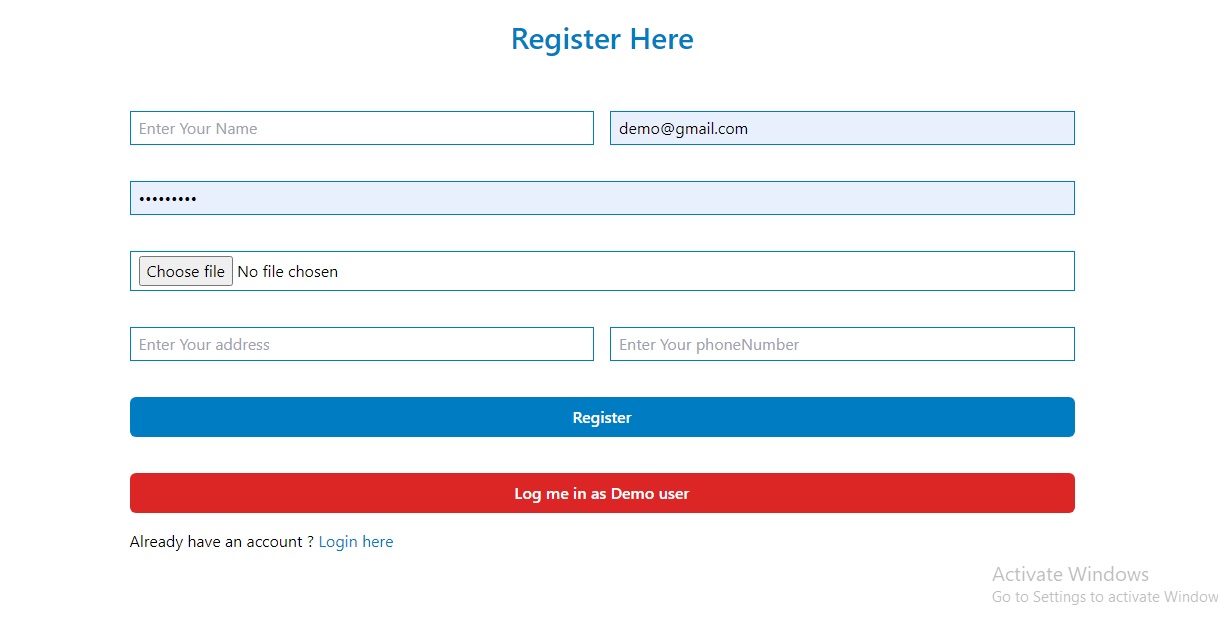 Register Here
Enter Your Name
demo@gmail.com
•••••••••
Choose file No file chosen
Enter Your address
Enter Your phoneNumber
Register
Log me in as Demo user
Already have an account ? Login here
Activate Windows
Go to Settings to activate Window